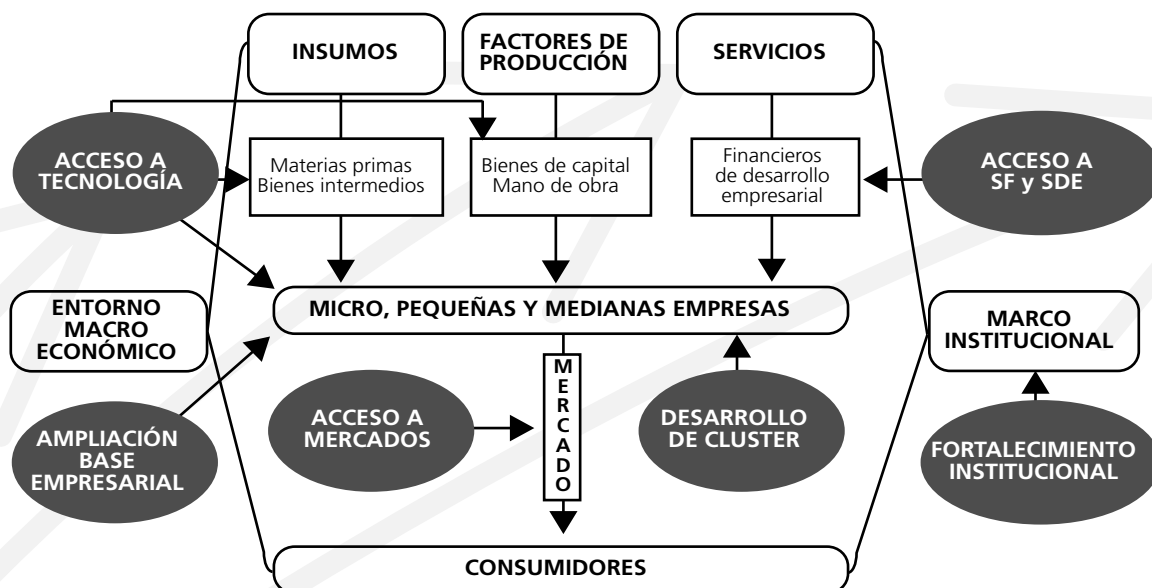 INSUMOS
FACTORES DE
PRODUCCIÓN
SERVICIOS
ACCESO A
TECNOLOGÍA
Materias primas
Bienes intermedios
Bienes de capital
Mano de obra
Financieros
de desarrollo
empresarial
ACCESO A
SF y SDE
ENTORNO
MACRO
ECONÓMICO
MICRO, PEQUEÑAS Y MEDIANAS EMPRESAS
MARCO
INSTITUCIONAL
AMPLIACIÓN
BASE
EMPRESARIAL
ACCESO A
MERCADOS
MERCADO
DESARROLLO
DE CLUSTER
FORTALECIMIENTO
INSTITUCIONAL
CONSUMIDORES